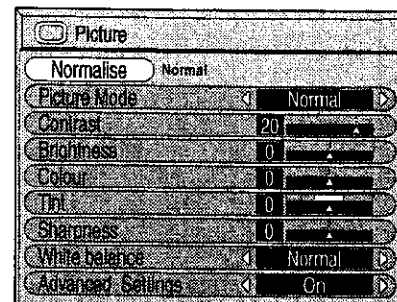 Picture
Normalise Normal
Picture Mode Normal
Contrast 20
Brightness 0
Colour 0
Tint 0
Sharpness 0
White balance Normal
Advanced Settings On